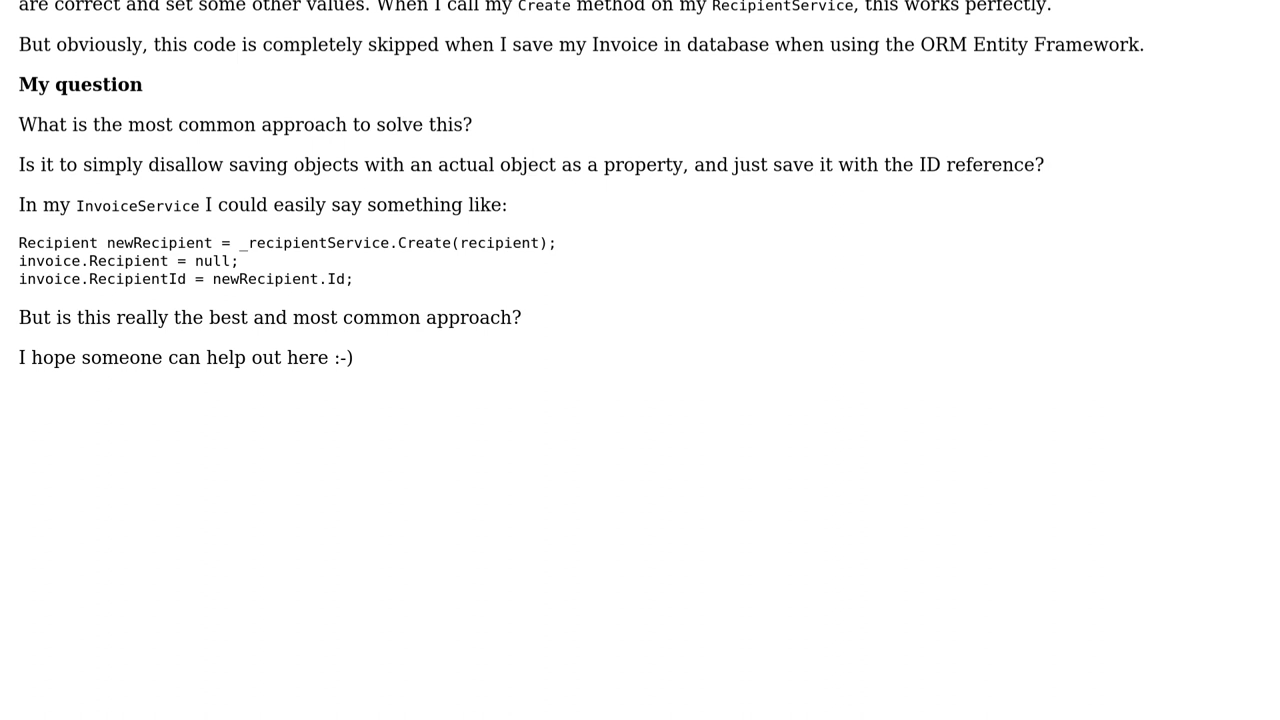 are correct and set some other values. When I call my Create method on my RecipientService, this works perfectly.
But obviously, this code is completely skipped when I save my Invoice in database when using the ORM Entity Framework.
My question
What is the most common approach to solve this?
Is it to simply disallow saving objects with an actual object as a property, and just save it with the ID reference?
In my InvoiceService I could easily say something like:
Recipient newRecipient = _recipientService.Create(recipient);
invoice.Recipient = null;
invoice.RecipientId = newRecipient.Id;
But is this really the best and most common approach?
I hope someone can help out here :-)